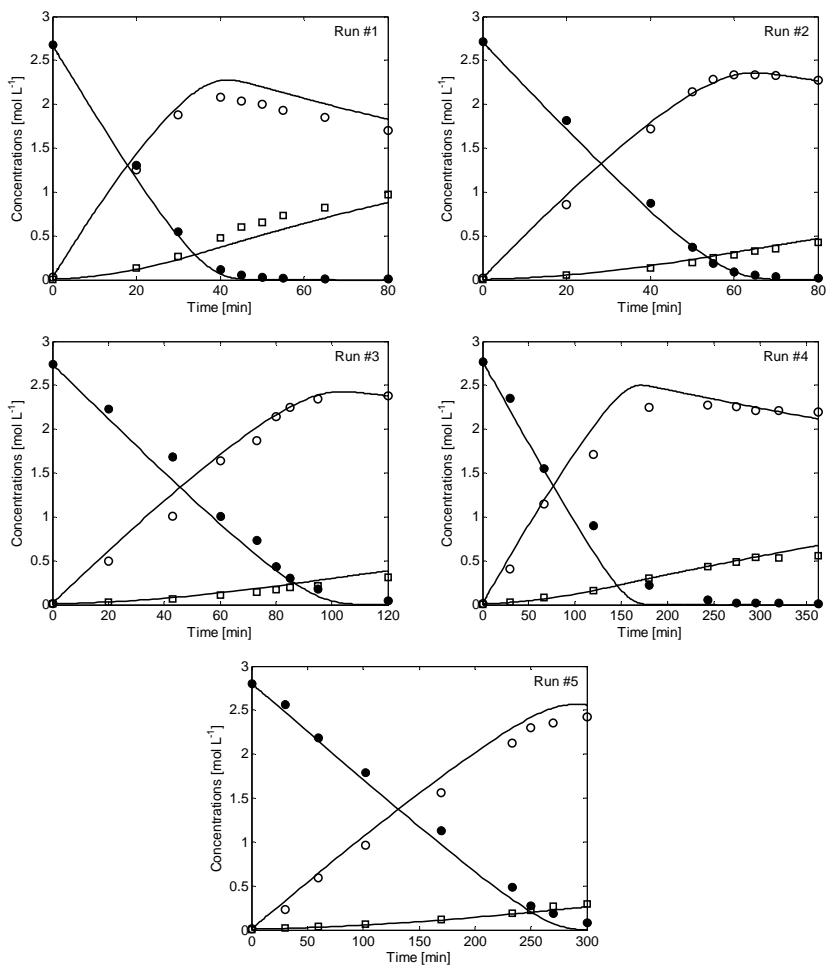 Run #1
Concentrations [mol L⁻¹]
3
2.5
2
1.5
1
0.5
0
0 20 40 60 80
Time [min]
Run #2
Concentrations [mol L⁻¹]
3
2.5
2
1.5
1
0.5
0
0 20 40 60 80
Time [min]
Run #3
Concentrations [mol L⁻¹]
3
2.5
2
1.5
1
0.5
0
0 20 40 60 80 100 120
Time [min]
Run #4
Concentrations [mol L⁻¹]
3
2.5
2
1.5
1
0.5
0
0 50 100 150 200 250 300 350
Time [min]
Run #5
Concentrations [mol L⁻¹]
3
2.5
2
1.5
1
0.5
0
0 50 100 150 200 250 300
Time [min]